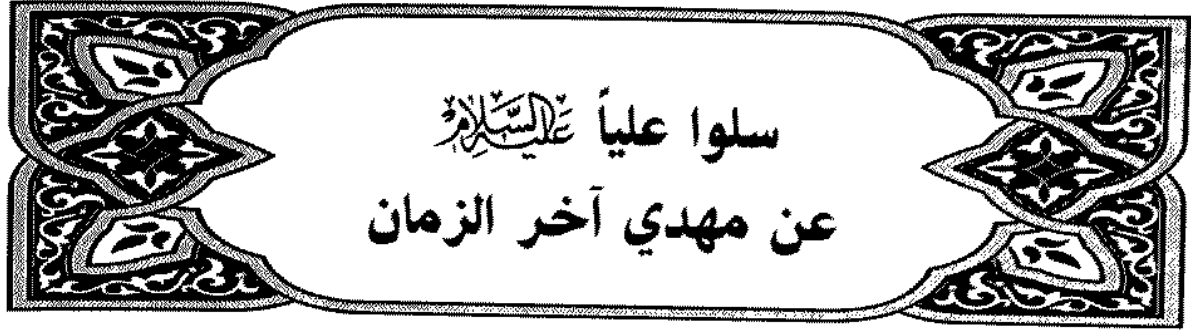 سلوا علياً عليه السلام
عن مهدي آخر الزمان